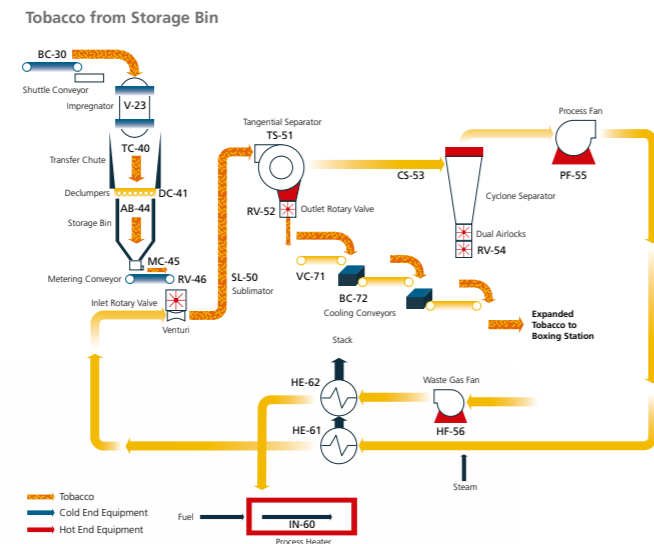 Tobacco from Storage Bin
BC-30
Shuttle Conveyor
Impregnator
V-23
TC-40
Transfer Chute
Declumpers
DC-41
AB-44
Storage Bin
MC-45
Metering Conveyor
RV-46
Inlet Rotary Valve
Venturi
SL-50
Sublimator
Tangential Separator
TS-51
RV-52
Outlet Rotary Valve
VC-71
BC-72
Cooling Conveyors
CS-53
Cyclone Separator
Dual Airlocks
RV-54
Process Fan
PF-55
Expanded
Tobacco to
Boxing Station
Stack
HE-62
HE-61
Waste Gas Fan
HF-56
Steam
Fuel
IN-60
Process Heater
Tobacco
Cold End Equipment
Hot End Equipment